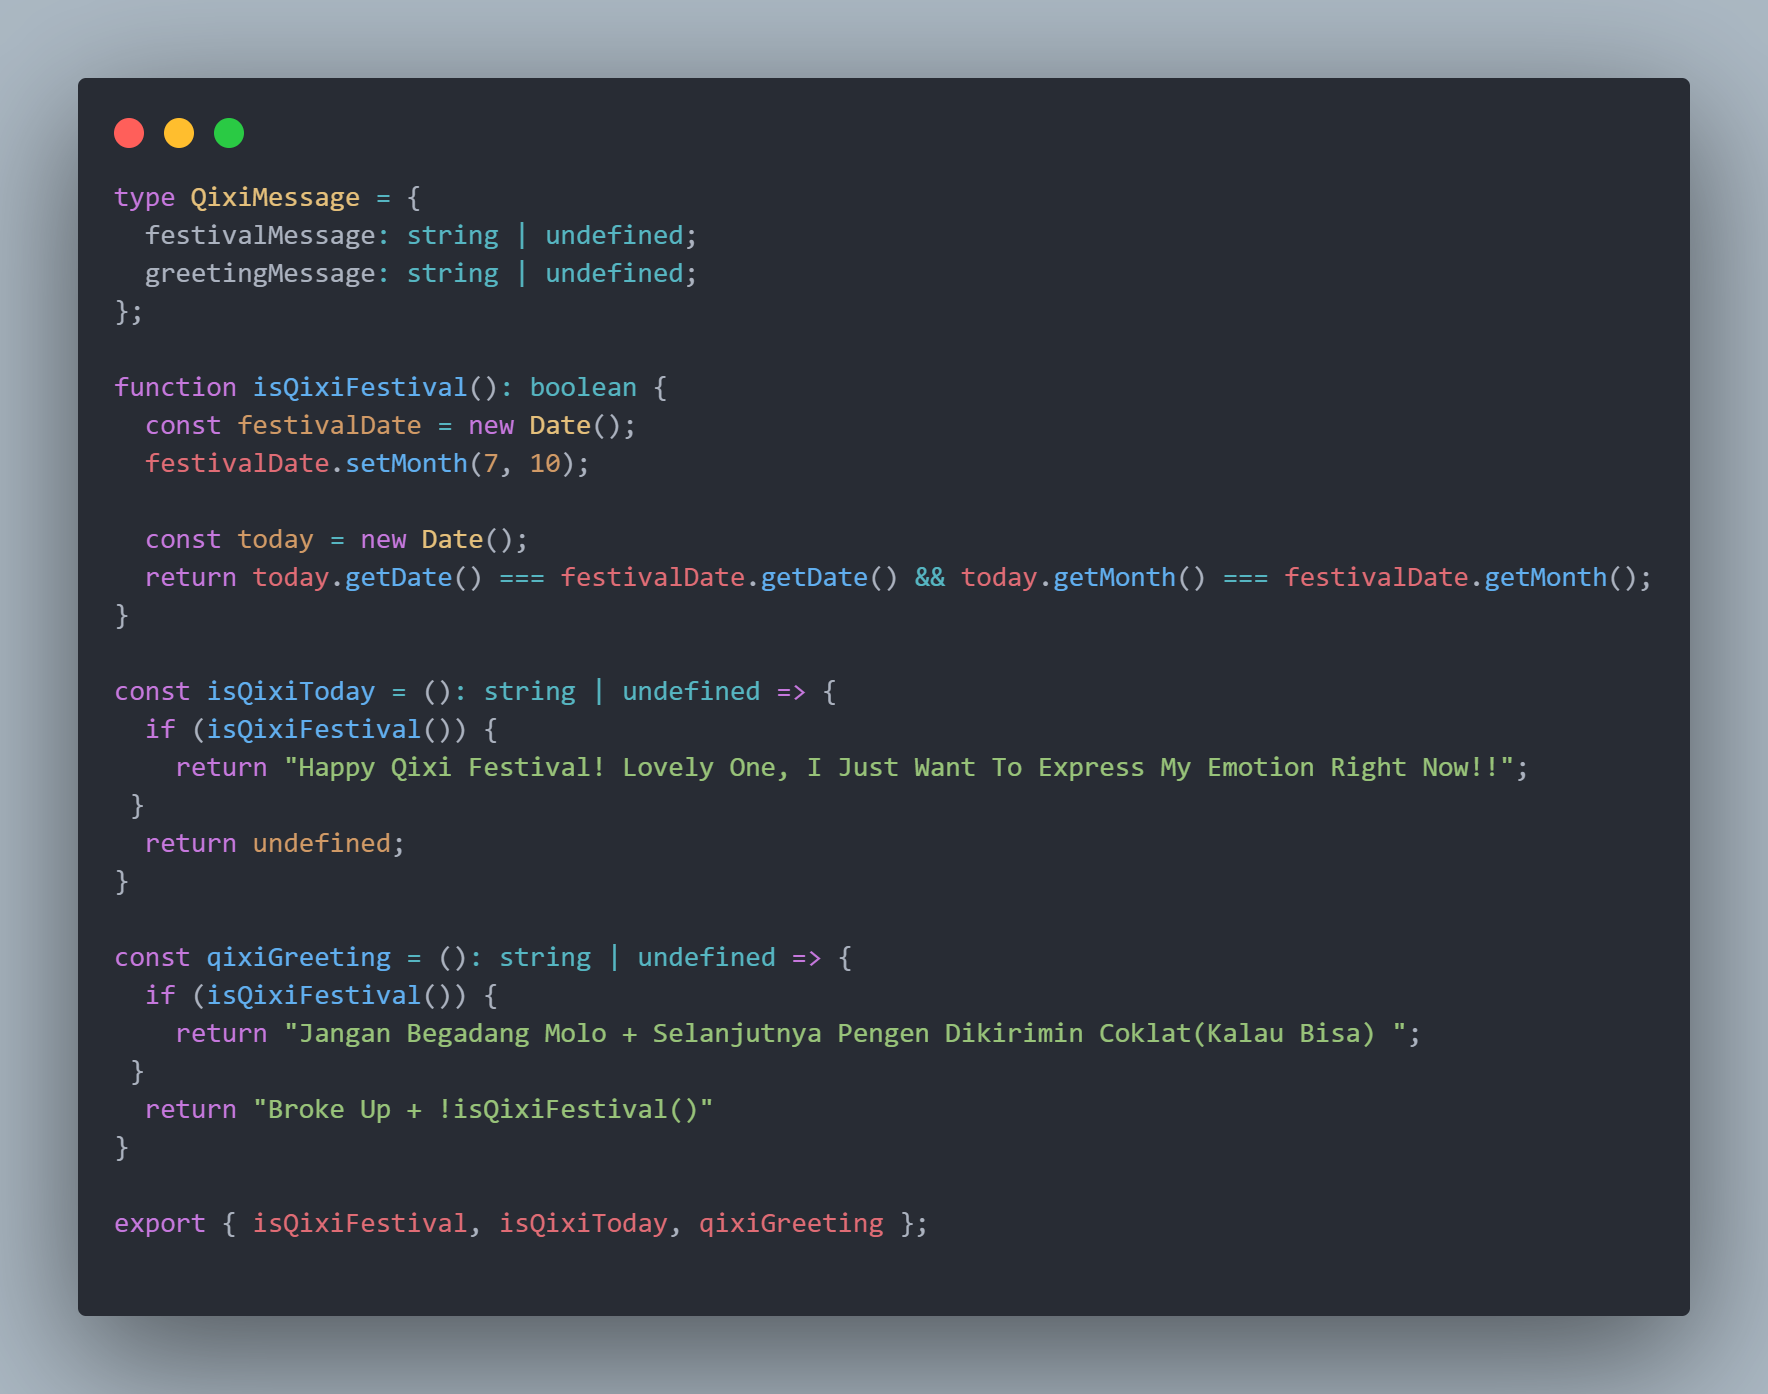 type QixiMessage = {
  festivalMessage: string | undefined;
  greetingMessage: string | undefined;
};

function isQixiFestival(): boolean {
  const festivalDate = new Date();
  festivalDate.setMonth(7, 10);

  const today = new Date();
  return today.getDate() === festivalDate.getDate() && today.getMonth() === festivalDate.getMonth();
}

const isQixiToday = (): string | undefined => {
  if (isQixiFestival()) {
    return "Happy Qixi Festival! Lovely One, I Just Want To Express My Emotion Right Now!!";
 }
  return undefined;
}

const qixiGreeting = (): string | undefined => {
  if (isQixiFestival()) {
    return "Jangan Begadang Molo + Selanjutnya Pengen Dikirimin Coklat(Kalau Bisa) ";
 }
  return "Broke Up + !isQixiFestival()"
}

export { isQixiFestival, isQixiToday, qixiGreeting };